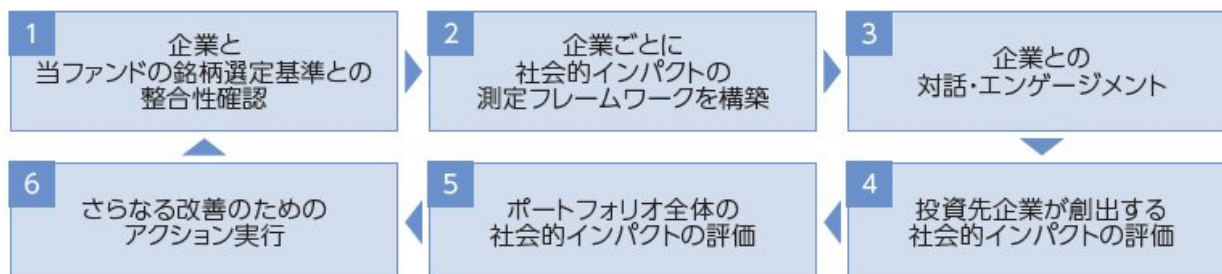 1
企業と
当ファンドの銘柄選定基準との
整合性確認
2
企業ごとに
社会的インパクトの
測定フレームワークを構築
3
企業との
対話・エンゲージメント
4
投資先企業が創出する
社会的インパクトの評価
5
ポートフォリオ全体の
社会的インパクトの評価
6
さらなる改善のための
アクション実行